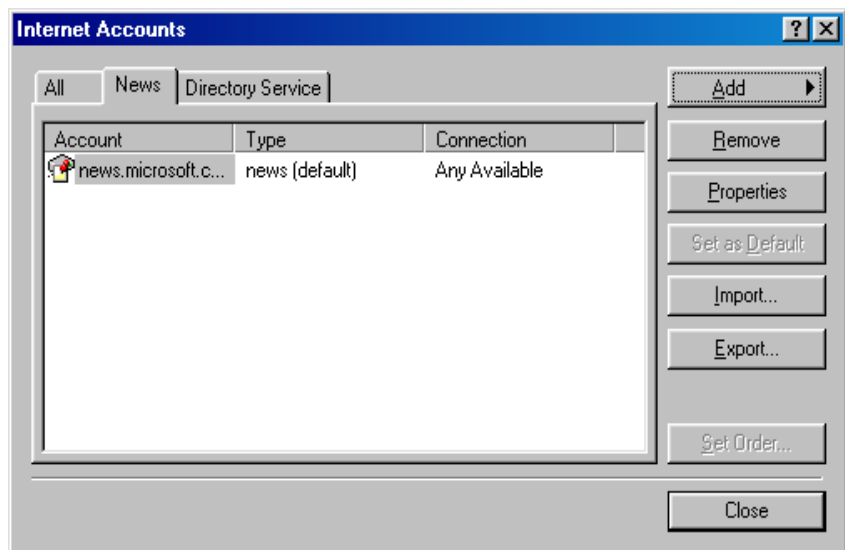 Internet Accounts
All News Directory Service
Account Type Connection
news.microsoft.c... news (default) Any Available
Add
Remove
Properties
Set as Default
Import...
Export...
Set Order...
Close